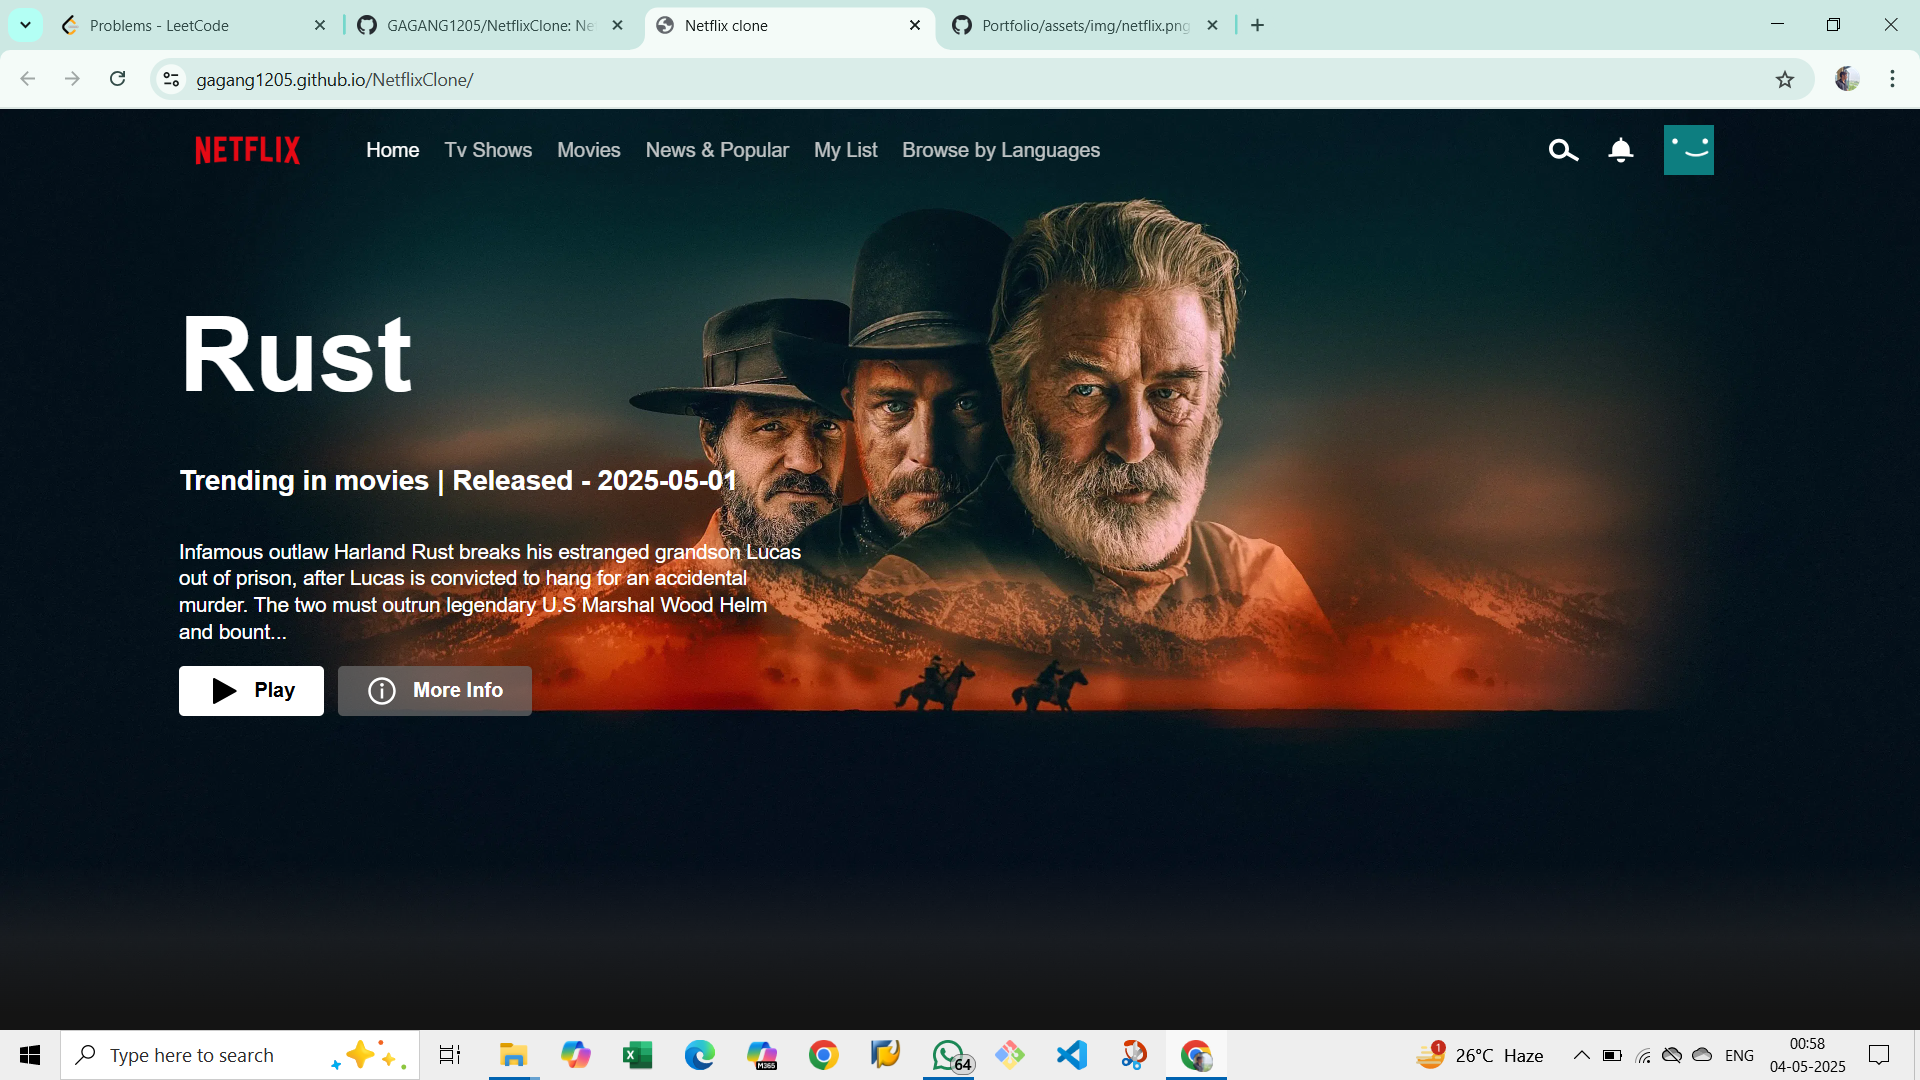 Problems - LeetCode
GAGANG1205/NetflixClone: Ne
Netflix clone
Portfolio/assets/img/netflix.png
gagang1205.github.io/NetflixClone/
NETFLIX
Home
Tv Shows
Movies
News & Popular
My List
Browse by Languages
Rust
Trending in movies | Released - 2025-05-01
Infamous outlaw Harland Rust breaks his estranged grandson Lucas
out of prison, after Lucas is convicted to hang for an accidental
murder. The two must outrun legendary U.S Marshal Wood Helm
and bount...
Play
More Info
Type here to search
M365
64
1
26°C Haze
ENG
00:58
04-05-2025